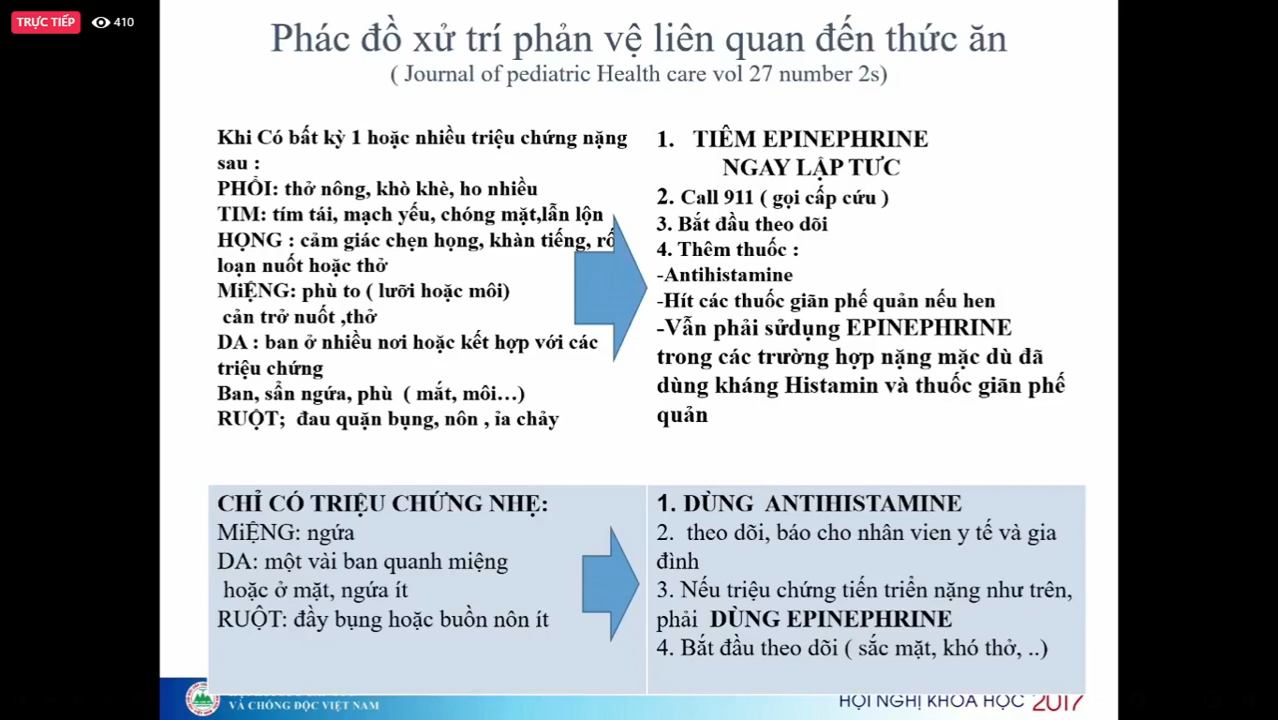 TRỰC TIẾP
410
Phác đồ xử trí phản vệ liên quan đến thức ăn
( Journal of pediatric Health care vol 27 number 2s)
Khi Có bất kỳ 1 hoặc nhiều triệu chứng nặng
sau :
PHỔI: thở nông, khò khè, ho nhiều
TIM: tím tái, mạch yếu, chóng mặt,lẫn lộn
HỌNG : cảm giác chẹn họng, khàn tiếng, rố
loạn nuốt hoặc thở
MiỆNG: phù to ( lưỡi hoặc môi)
cản trở nuốt ,thở
DA : ban ở nhiều nơi hoặc kết hợp với các
triệu chứng
Ban, sẩn ngứa, phù ( mắt, môi…)
RUỘT; đau quặn bụng, nôn , ỉa chảy
1. TIÊM EPINEPHRINE
NGAY LẬP TƯC
2. Call 911 ( gọi cấp cứu )
3. Bắt đầu theo dõi
4. Thêm thuốc :
-Antihistamine
-Hít các thuốc giãn phế quản nếu hen
-Vẫn phải sửdụng EPINEPHRINE
trong các trường hợp nặng mặc dù đã
dùng kháng Histamin và thuốc giãn phế
quản
CHỈ CÓ TRIỆU CHỨNG NHẸ:
MiỆNG: ngứa
DA: một vài ban quanh miệng
hoặc ở mặt, ngứa ít
RUỘT: đầy bụng hoặc buồn nôn ít
1. DÙNG ANTIHISTAMINE
2. theo dõi, báo cho nhân vien y tế và gia
đình
3. Nếu triệu chứng tiến triển nặng như trên,
phải DÙNG EPINEPHRINE
4. Bắt đầu theo dõi ( sắc mặt, khó thở, ..)
VÀ CHỐNG ĐỘC VIỆT NAM
HỘI NGHỊ KHOA HỌC 2017